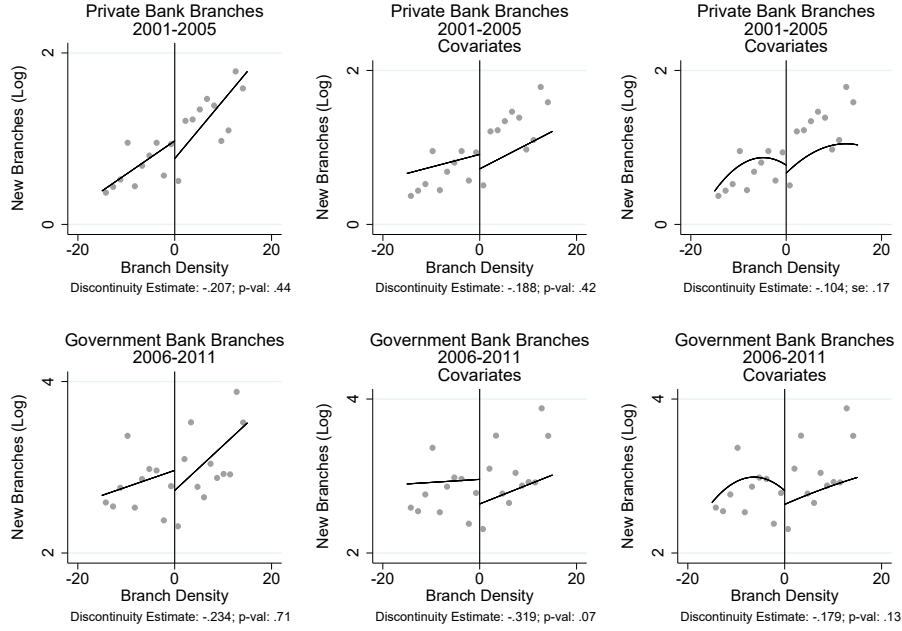 Private Bank Branches
2001-2005
New Branches (Log)
2
0
-20
0
20
Branch Density
Discontinuity Estimate: -.207; p-val: .44
Private Bank Branches
2001-2005
Covariates
New Branches (Log)
2
0
-20
0
20
Branch Density
Discontinuity Estimate: -.188; p-val: .42
Private Bank Branches
2001-2005
Covariates
New Branches (Log)
2
0
-20
0
20
Branch Density
Discontinuity Estimate: -.104; se: .17
Government Bank Branches
2006-2011
New Branches (Log)
4
2
-20
0
20
Branch Density
Discontinuity Estimate: -.234; p-val: .71
Government Bank Branches
2006-2011
Covariates
New Branches (Log)
4
2
-20
0
20
Branch Density
Discontinuity Estimate: -.319; p-val: .07
Government Bank Branches
2006-2011
Covariates
New Branches (Log)
4
2
-20
0
20
Branch Density
Discontinuity Estimate: -.179; p-val: .13